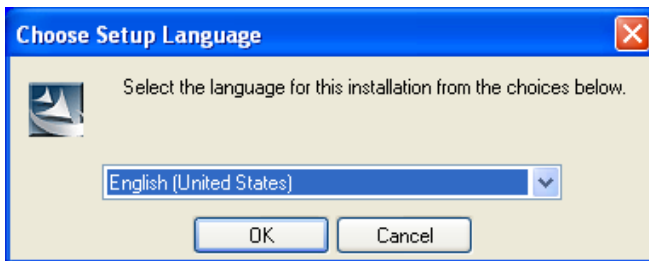 Choose Setup Language
Select the language for this installation from the choices below.
English (United States)
OK
Cancel